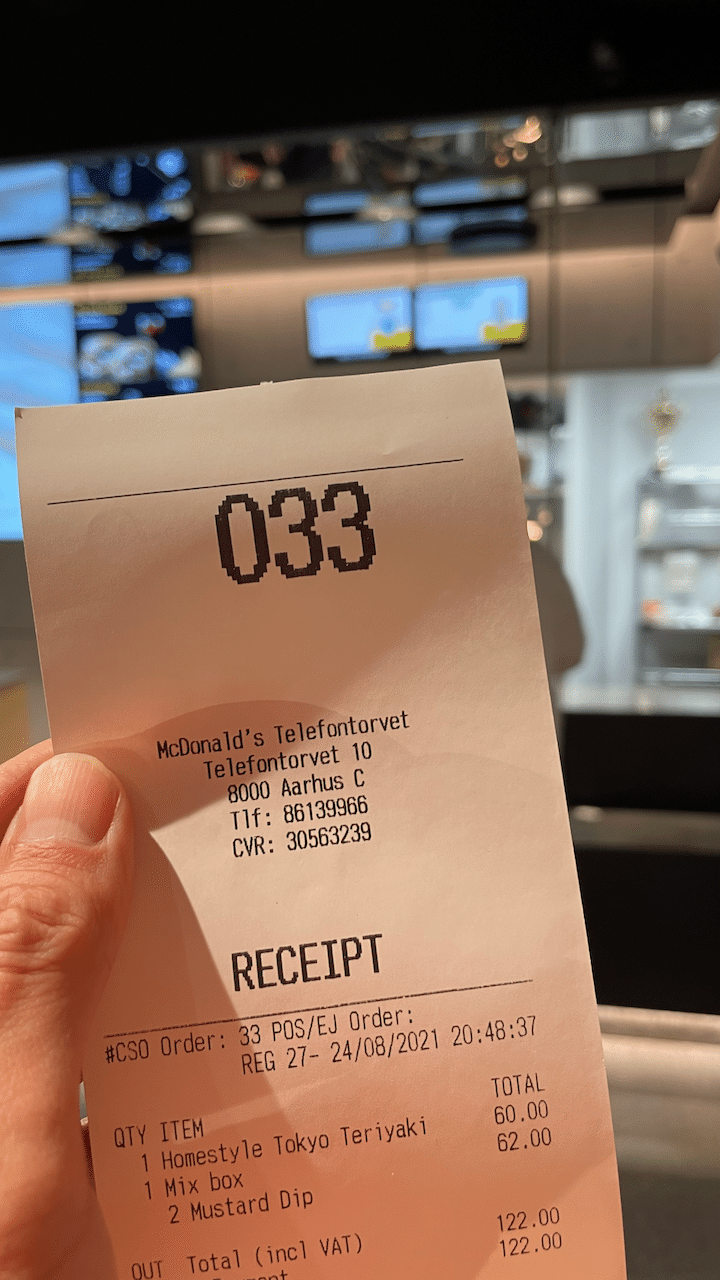 033
McDonald's Telefontorvet
Telefontorvet 10
8000 Aarhus C
Tlf: 86139966
CVR: 30563239
RECEIPT
#CSO Order: 33 POS/EJ Order:
REG 27- 24/08/2021 20:48:37
QTY ITEM TOTAL
1 Homestyle Tokyo Teriyaki 60.00
1 Mix box 62.00
2 Mustard Dip
OUT Total (incl VAT) 122.00
122.00